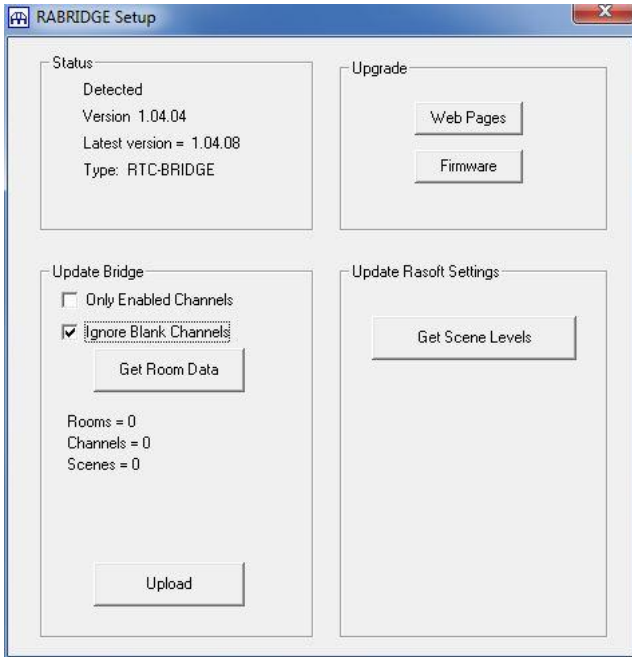 RABRIDGE Setup
X
Status
Detected
Version 1.04.04
Latest version = 1.04.08
Type: RTC-BRIDGE
Upgrade
Web Pages
Firmware
Update Bridge
Only Enabled Channels
Ignore Blank Channels
Get Room Data
Rooms = 0
Channels = 0
Scenes = 0
Upload
Update Rasoft Settings
Get Scene Levels